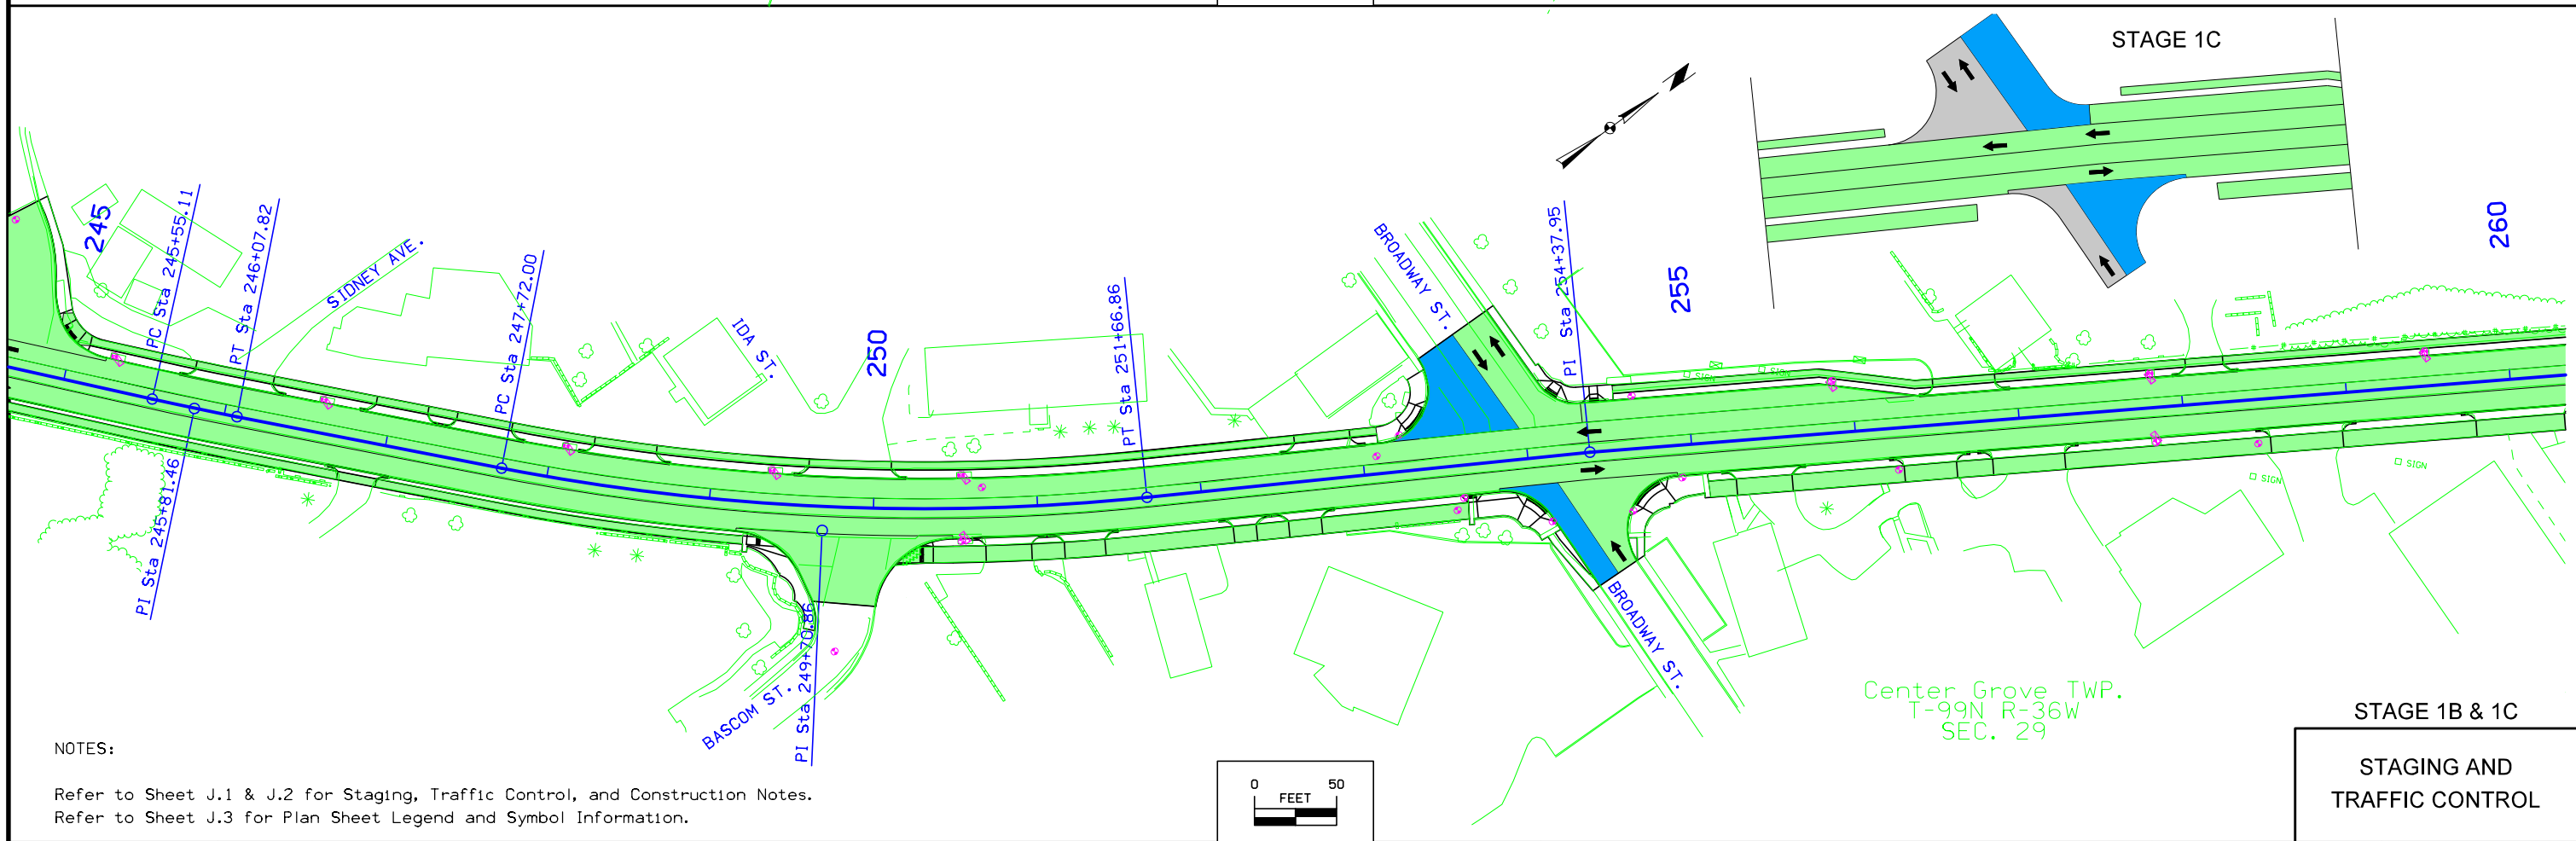 STAGE 1C
245
PC Sta 245+55.11
PT Sta 246+07.82
SIDNEY AVE.
PC Sta 247+72.00
IDA ST.
250
PT Sta 251+66.86
BROADWAY ST.
PI Sta 254+37.95
255
260
SIGN
SIGN
SIGN
SIGN
PI Sta 245+81.46
BASCOM ST.
PI Sta 249+70.86
BROADWAY ST.
Center Grove TWP.
T-99N R-36W
SEC. 29
STAGE 1B & 1C
STAGING AND
TRAFFIC CONTROL
NOTES:
Refer to Sheet J.1 & J.2 for Staging, Traffic Control, and Construction Notes.
Refer to Sheet J.3 for Plan Sheet Legend and Symbol Information.
0 50
FEET